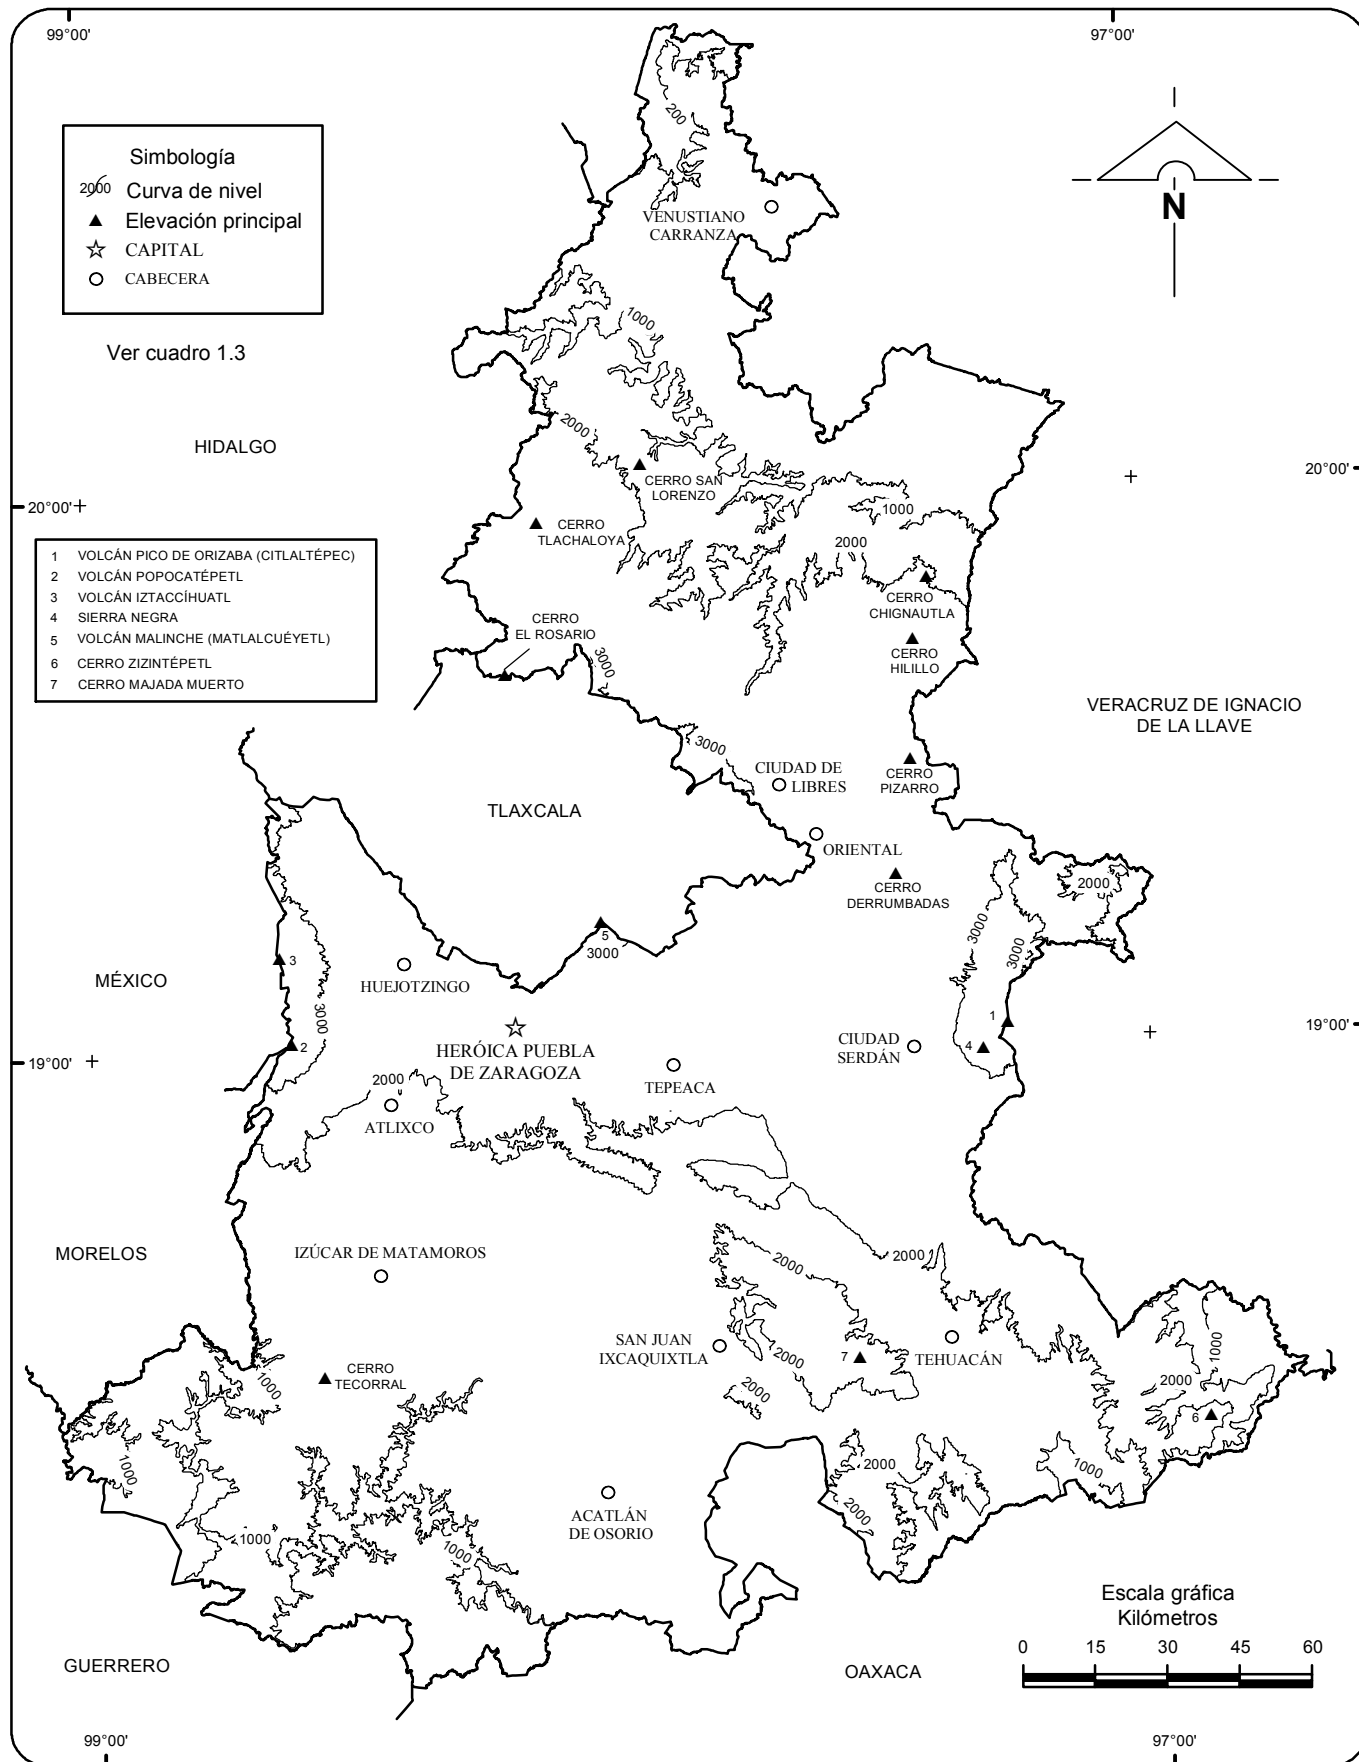 99°00'
97°00'
Simbología
2000 Curva de nivel
Elevación principal
CAPITAL
CABECERA
Ver cuadro 1.3
N
200
VENUSTIANO
CARRANZA
1000
2000
HIDALGO
CERRO SAN
LORENZO
20°00'
20°00'
1000
CERRO
TLACHALOYA
2000
1 VOLCÁN PICO DE ORIZABA (CITLALTÉPEC)
2 VOLCÁN POPOCATÉPETL
3 VOLCÁN IZTACCÍHUATL
4 SIERRA NEGRA
5 VOLCÁN MALINCHE (MATLALCUÉYETL)
6 CERRO ZIZINTÉPETL
7 CERRO MAJADA MUERTO
CERRO
CHIGNAUTLA
CERRO
EL ROSARIO
CERRO
HILILLO
3000
VERACRUZ DE IGNACIO
DE LA LLAVE
3000
CIUDAD DE
LIBRES
CERRO
PIZARRO
TLAXCALA
ORIENTAL
CERRO
DERRUMBADAS
2000
3000
3000
5
3000
3
MÉXICO
HUEJOTZINGO
3000
1
19°00'
2
HERÓICA PUEBLA
DE ZARAGOZA
CIUDAD
SERDÁN
4
19°00'
TEPEACA
2000
ATLIXCO
MORELOS
IZÚCAR DE MATAMOROS
2000
2000
SAN JUAN
IXCAQUIXTLA
2000
7
TEHUACÁN
1000
2000
CERRO
TECORRAL
1000
2000
6
1000
2000
1000
2000
ACATLÁN
DE OSORIO
1000
1000
Escala gráfica
Kilómetros
0 15 30 45 60
GUERRERO
OAXACA
99°00'
97°00'